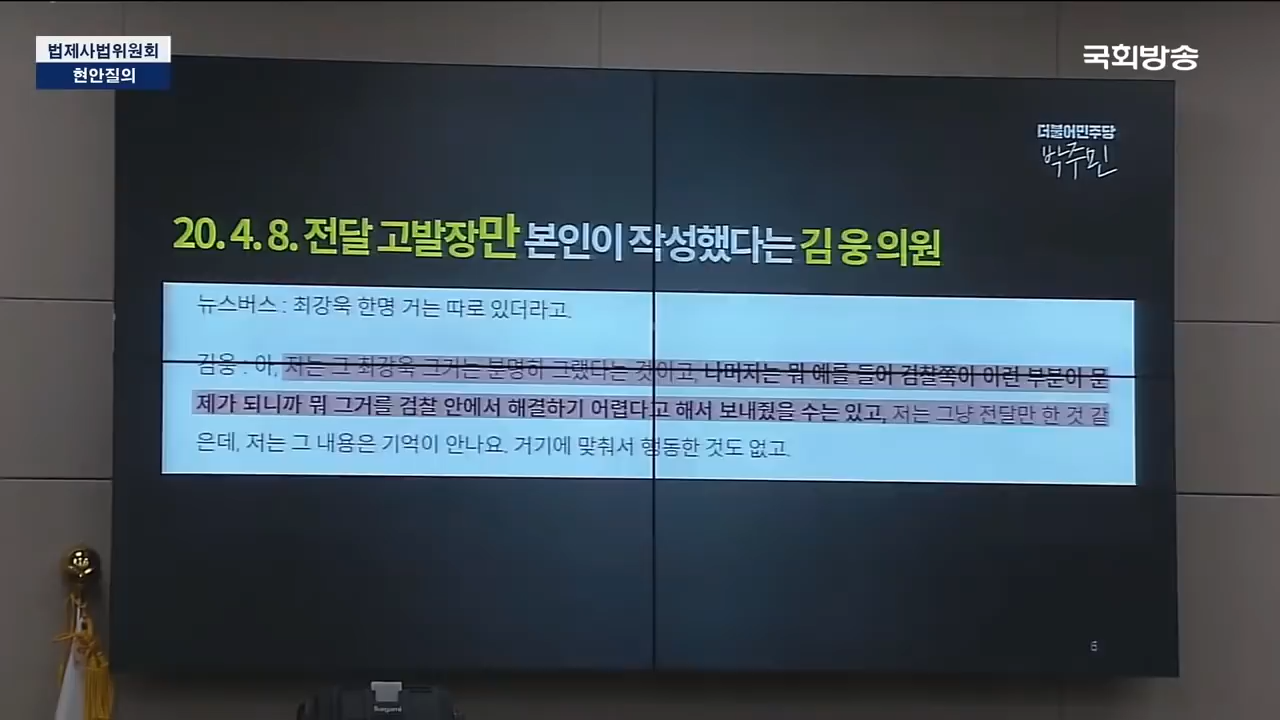 법제사법위원회
현안질의
국회방송
더불어민주당
박주민
20. 4. 8. 전달 고발장만 본인이 작성했다는 김 웅 의원
뉴스버스 : 최강욱 한명 거는 따로 있더라고.
김웅 : 아, 저는 그 최강욱 그거는 분명히 그랬다는 것이고, 나머지는 뭐 예를 들어 검찰쪽이 이런 부분이 문
제가 되니까 뭐 그거를 검찰 안에서 해결하기 어렵다고 해서 보내줬을 수는 있고, 저는 그냥 전달만 한 것 같
은데, 저는 그 내용은 기억이 안나요. 거기에 맞춰서 행동한 것도 없고.
6